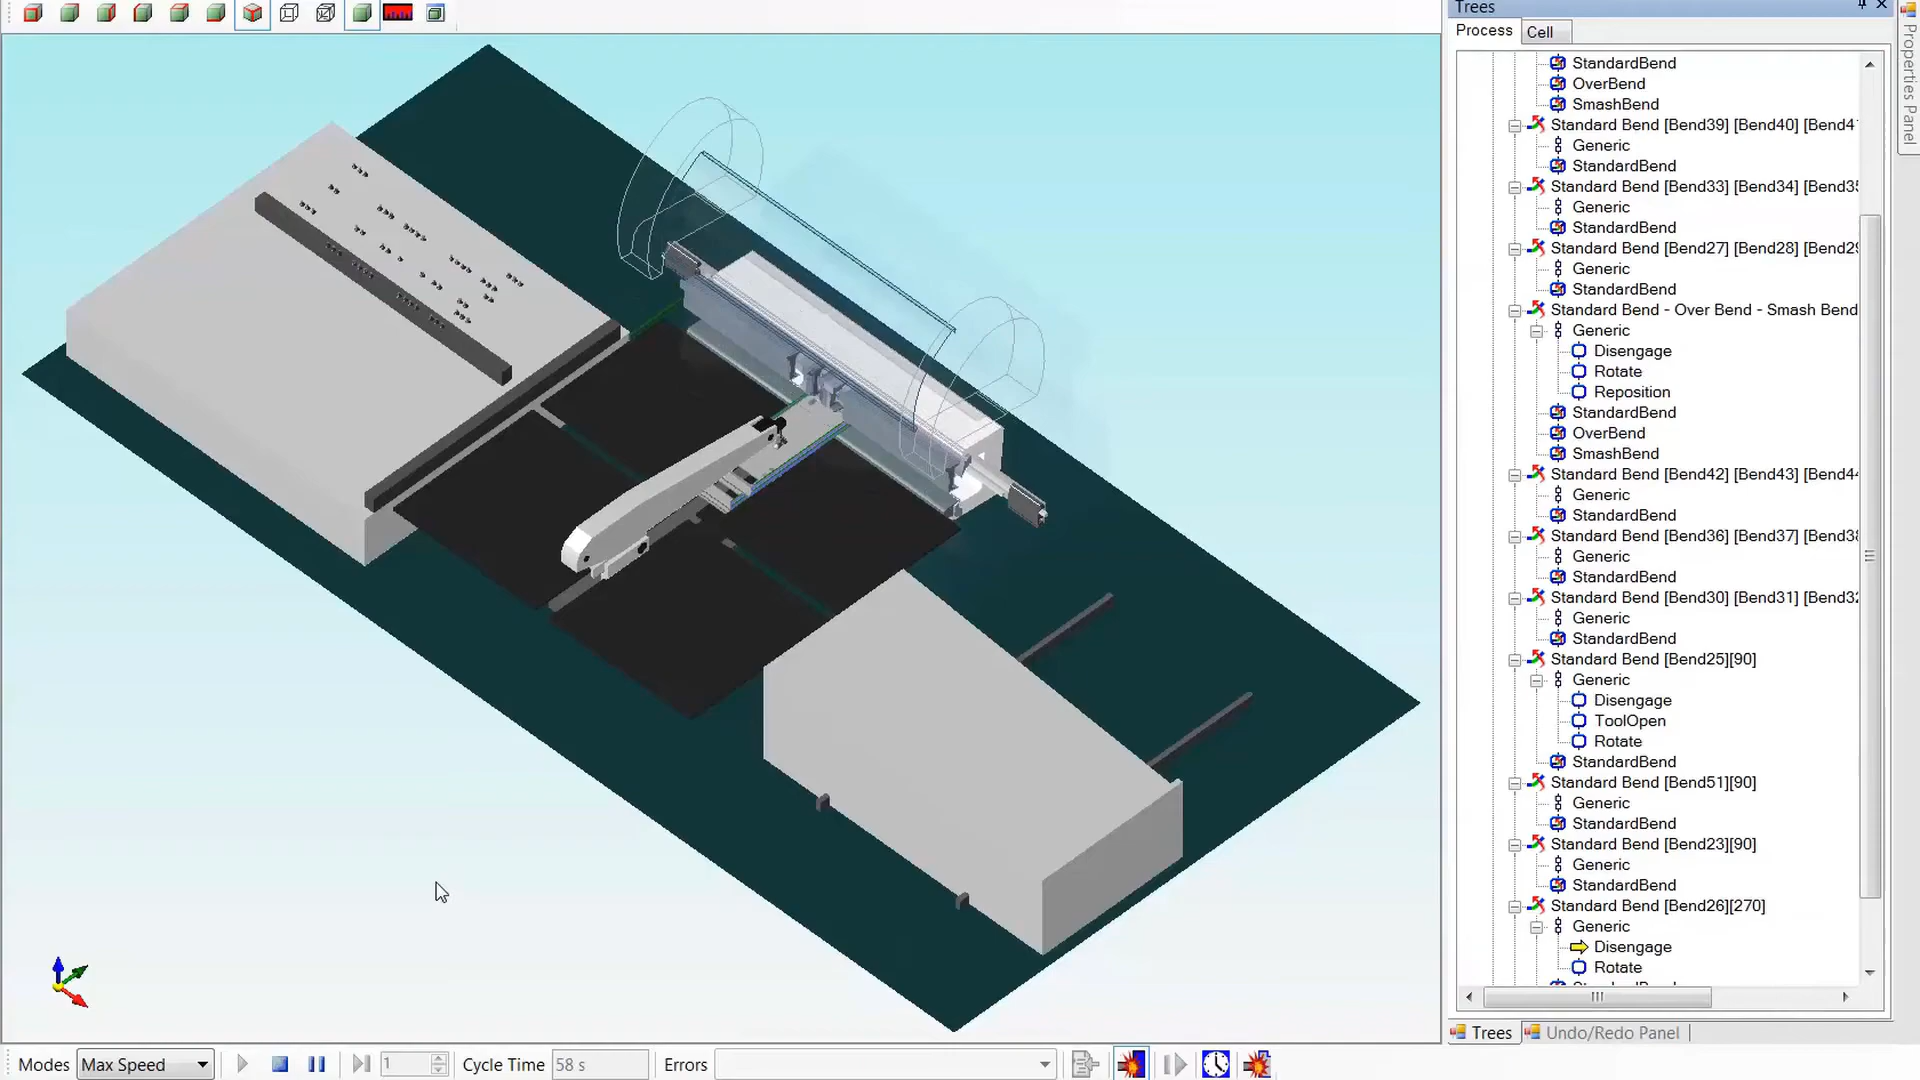 Trees
Process
Cell
Properties Panel
StandardBend
OverBend
SmashBend
Standard Bend [Bend39] [Bend40] [Bend4
Generic
StandardBend
Standard Bend [Bend33] [Bend34] [Bend35
Generic
StandardBend
Standard Bend [Bend27] [Bend28] [Bend29
Generic
StandardBend
Standard Bend - Over Bend - Smash Bend
Generic
Disengage
Rotate
Reposition
StandardBend
OverBend
SmashBend
Standard Bend [Bend42] [Bend43] [Bend44
Generic
StandardBend
Standard Bend [Bend36] [Bend37] [Bend38
Generic
StandardBend
Standard Bend [Bend30] [Bend31] [Bend32
Generic
StandardBend
Standard Bend [Bend25][90]
Generic
Disengage
ToolOpen
Rotate
StandardBend
Standard Bend [Bend51][90]
Generic
StandardBend
Standard Bend [Bend23][90]
Generic
StandardBend
Standard Bend [Bend26][270]
Generic
Disengage
Rotate
Trees
Undo/Redo Panel
Modes
Max Speed
1
Cycle Time
58 s
Errors